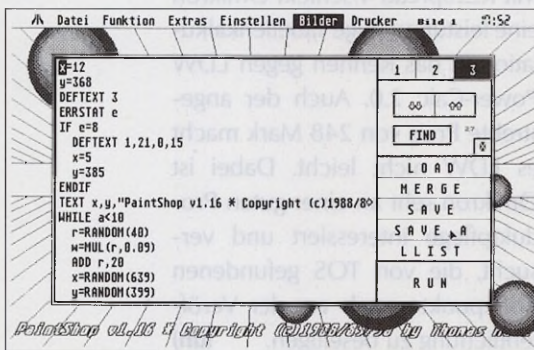 Datei Funktion Extras Einstellen Bilder Drucker Bild 1
X=12
y=368
DEFTEXT 3
ERRSTAT e
IF e=8
DEFTEXT 1,21,0,15
x=5
y=385
ENDIF
TEXT x,y,"PaintShop v1.16 * Copyright (c)1988/8
WHILE a<10
r=RANDOM(40)
w=MUL(r,0.09)
ADD r,20
x=RANDOM(639)
y=RANDOM(399)
1 2 3
FIND
LOAD
MERGE
SAVE
SAVE,A
LLIST
RUN
PaintShop v1.16 * Copyright (c)1988/89/90 by Thomas